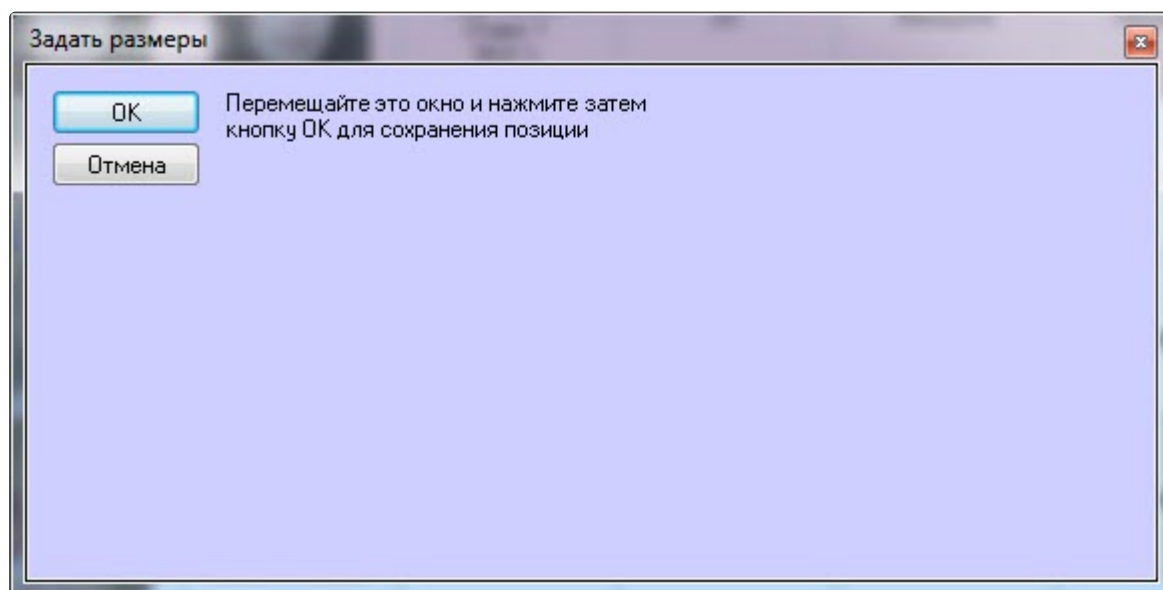 Задать размеры
OK
Перемещайте это окно и нажмите затем
кнопку OK для сохранения позиции
Отмена